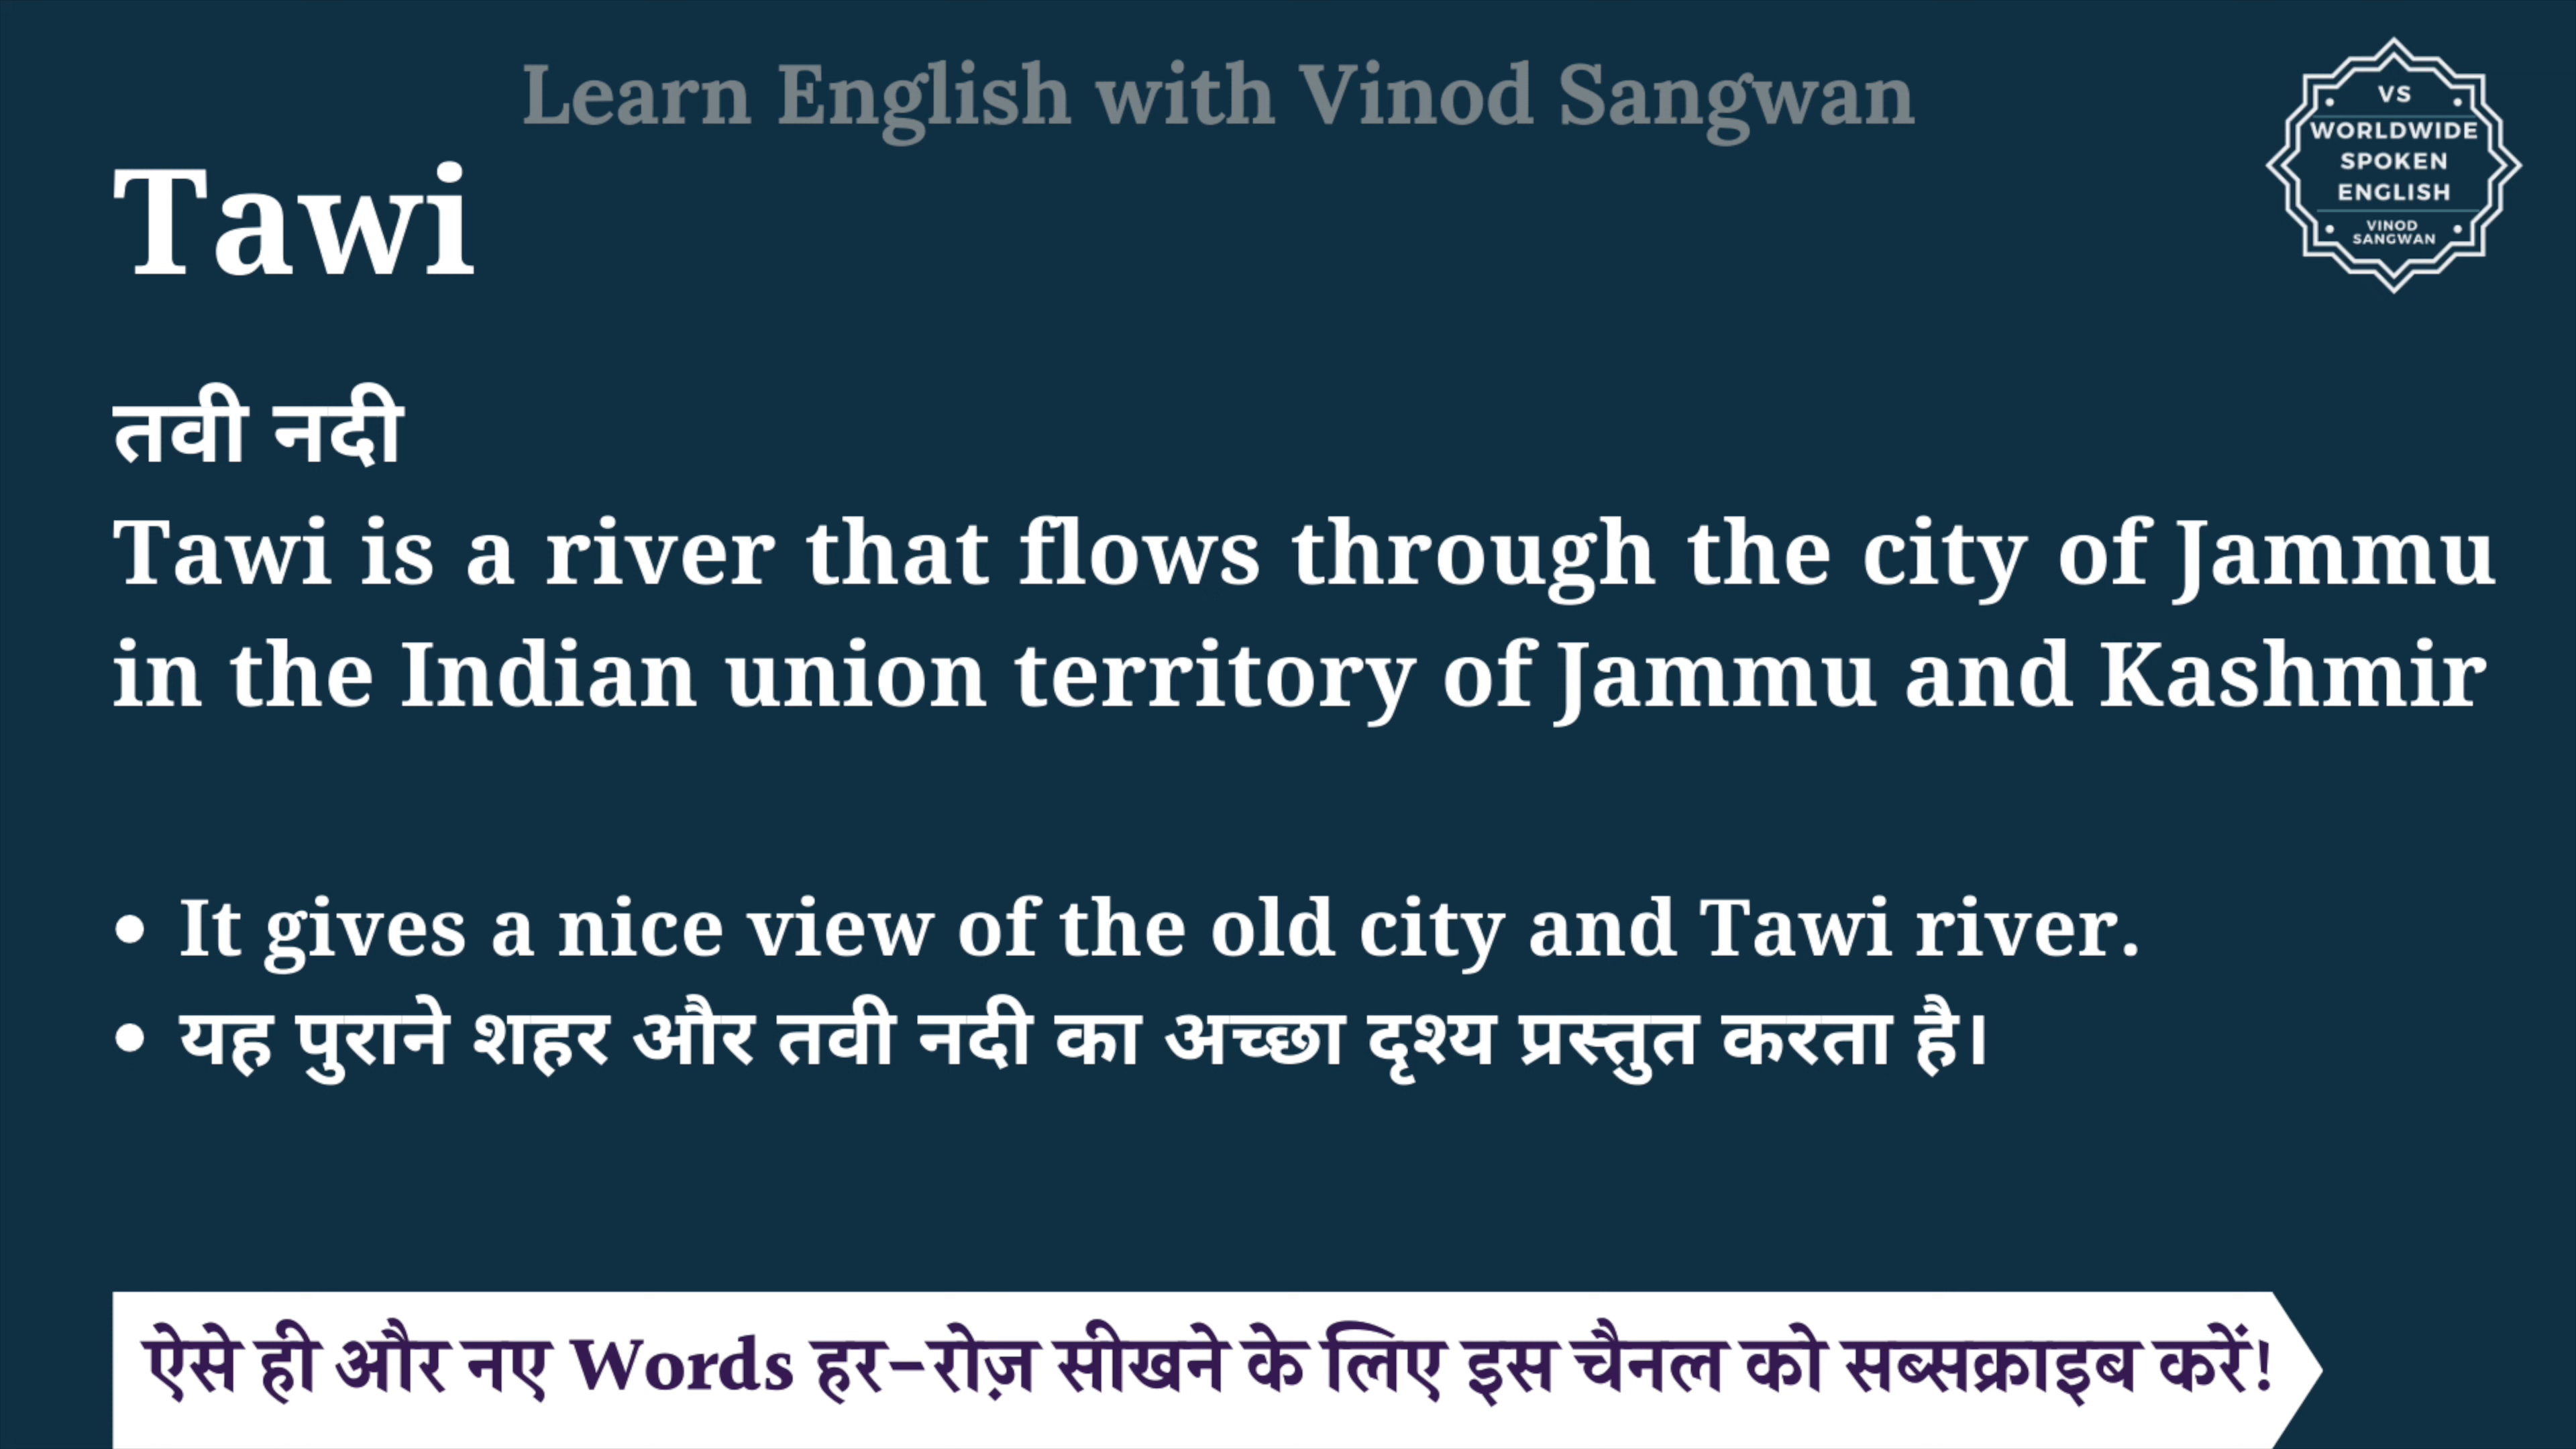 Learn English with Vinod Sangwan
VS
WORLDWIDE
SPOKEN
ENGLISH
VINOD
SANGWAN
Tawi
तवी नदी
Tawi is a river that flows through the city of Jammu
in the Indian union territory of Jammu and Kashmir
• It gives a nice view of the old city and Tawi river.
• यह पुराने शहर और तवी नदी का अच्छा दृश्य प्रस्तुत करता है।
ऐसे ही और नए Words हर-रोज़ सीखने के लिए इस चैनल को सब्सक्राइब करें!